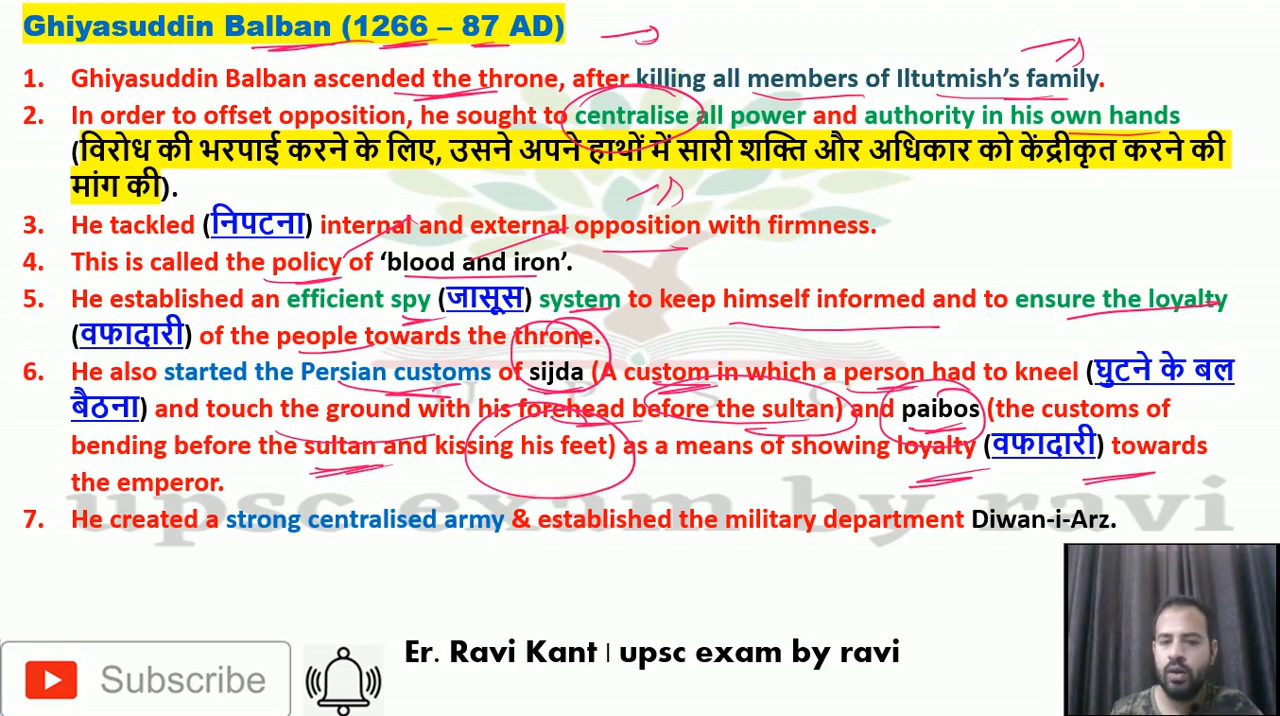 Ghiyasuddin Balban (1266 – 87 AD)
1. Ghiyasuddin Balban ascended the throne, after killing all members of Iltutmish's family.
2. In order to offset opposition, he sought to centralise all power and authority in his own hands
(विरोध की भरपाई करने के लिए, उसने अपने हाथों में सारी शक्ति और अधिकार को केंद्रीकृत करने की
मांग की).
3. He tackled (निपटना) internal and external opposition with firmness.
4. This is called the policy of ‘blood and iron’.
5. He established an efficient spy (जासूस) system to keep himself informed and to ensure the loyalty
(वफादारी) of the people towards the throne.
6. He also started the Persian customs of sijda (A custom in which a person had to kneel (घुटने के बल
बैठना) and touch the ground with his forehead before the sultan) and paibos (the customs of
bending before the sultan and kissing his feet) as a means of showing loyalty (वफादारी) towards
the emperor.
7. He created a strong centralised army & established the military department Diwan-i-Arz.
upsc exam by ravi
Subscribe
Er. Ravi Kant | upsc exam by ravi